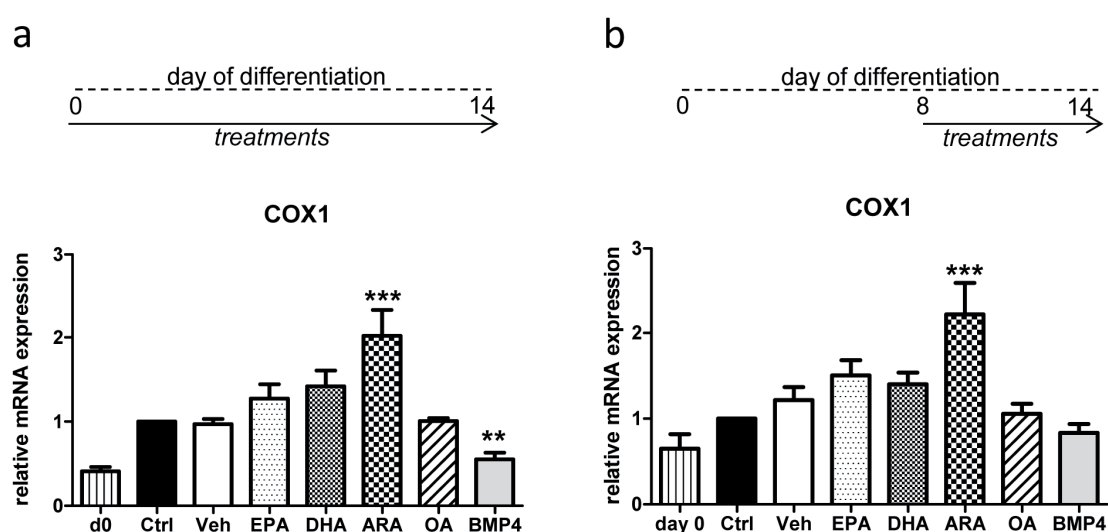 a
day of differentiation
0 14
treatments
COX1
relative mRNA expression
3
2
1
0
***
**
d0 Ctrl Veh EPA DHA ARA OA BMP4
b
day of differentiation
0 8 14
treatments
COX1
relative mRNA expression
3
2
1
0
***
day 0 Ctrl Veh EPA DHA ARA OA BMP4